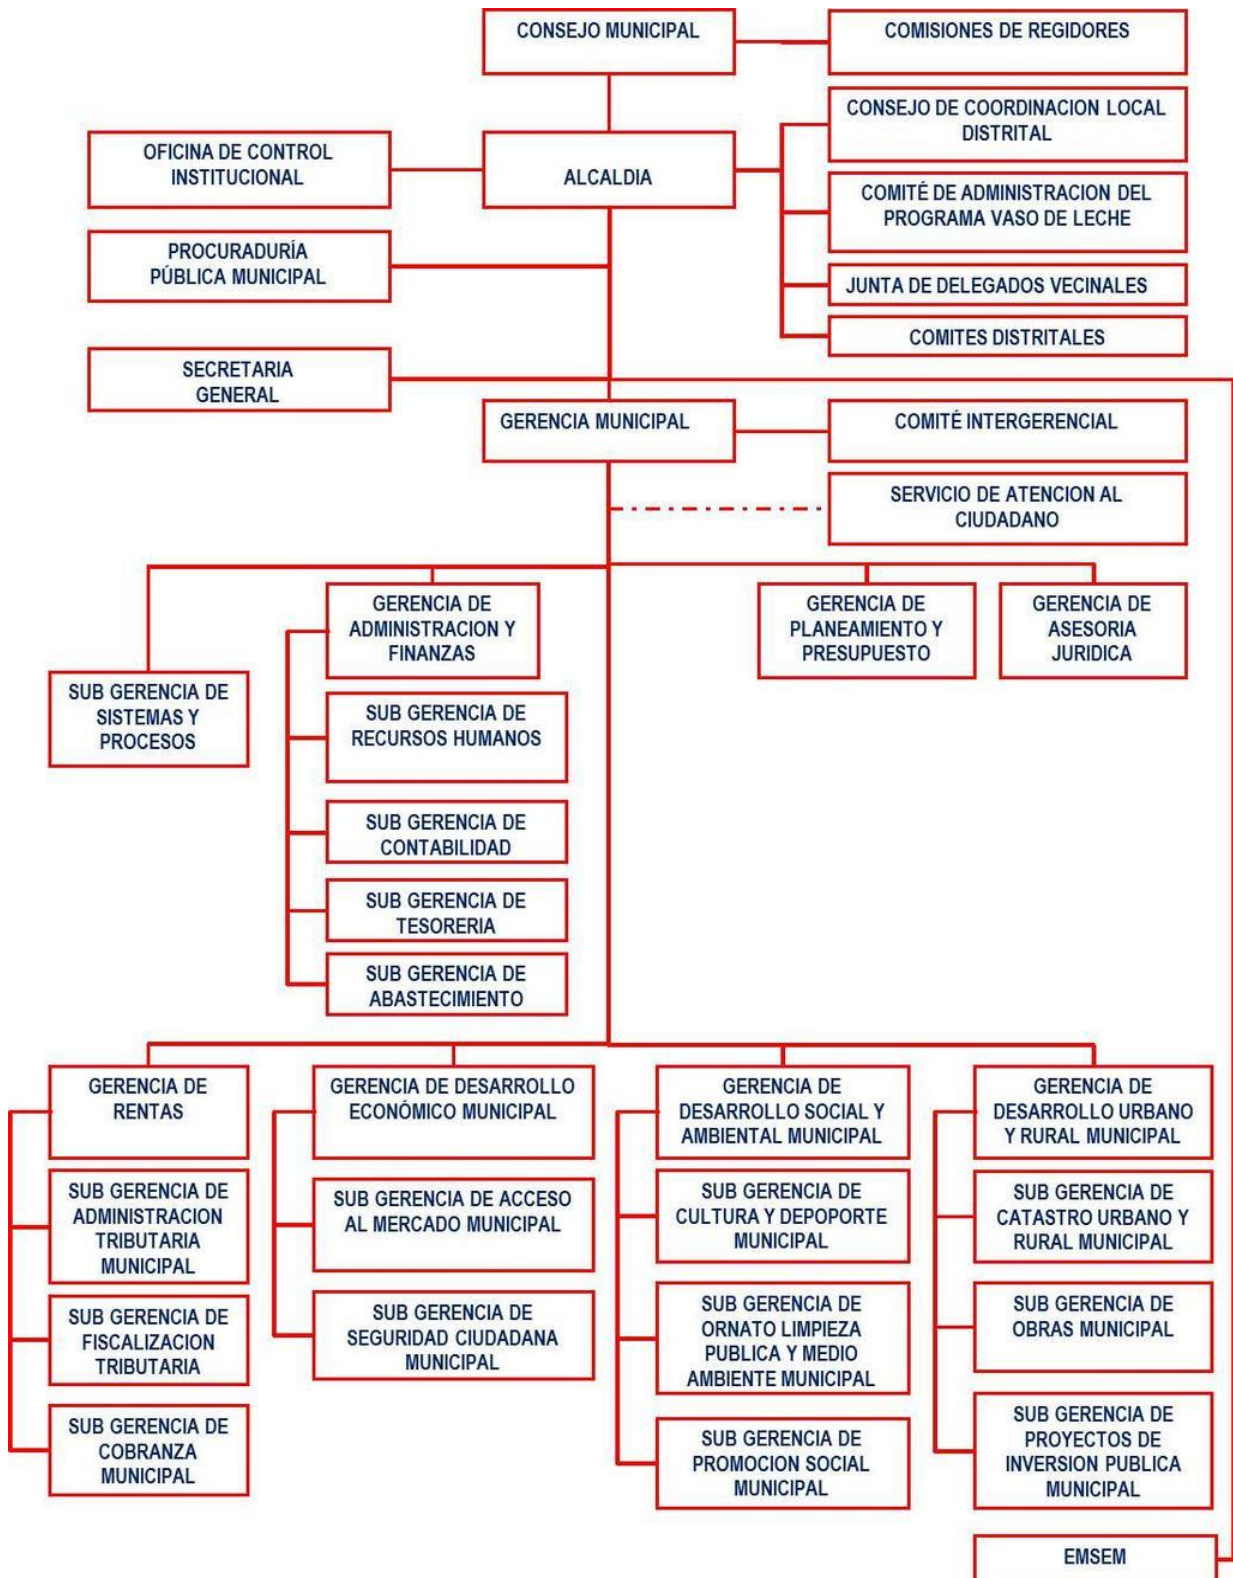 CONSEJO MUNICIPAL
COMISIONES DE REGIDORES
CONSEJO DE COORDINACION LOCAL
DISTRITAL
OFICINA DE CONTROL
INSTITUCIONAL
ALCALDIA
COMITÉ DE ADMINISTRACION DEL
PROGRAMA VASO DE LECHE
PROCURADURÍA
PÚBLICA MUNICIPAL
JUNTA DE DELEGADOS VECINALES
COMITES DISTRITALES
SECRETARIA
GENERAL
GERENCIA MUNICIPAL
COMITÉ INTERGERENCIAL
SERVICIO DE ATENCION AL
CIUDADANO
GERENCIA DE
ADMINISTRACION Y
FINANZAS
GERENCIA DE
PLANEAMIENTO Y
PRESUPUESTO
GERENCIA DE
ASESORIA
JURIDICA
SUB GERENCIA DE
SISTEMAS Y
PROCESOS
SUB GERENCIA DE
RECURSOS HUMANOS
SUB GERENCIA DE
CONTABILIDAD
SUB GERENCIA DE
TESORERIA
SUB GERENCIA DE
ABASTECIMIENTO
GERENCIA DE
RENTAS
SUB GERENCIA DE
ADMINISTRACION
TRIBUTARIA
MUNICIPAL
SUB GERENCIA DE
FISCALIZACION
TRIBUTARIA
SUB GERENCIA DE
COBRANZA
MUNICIPAL
GERENCIA DE DESARROLLO
ECONÓMICO MUNICIPAL
SUB GERENCIA DE ACCESO
AL MERCADO MUNICIPAL
SUB GERENCIA DE
SEGURIDAD CIUDADANA
MUNICIPAL
GERENCIA DE
DESARROLLO SOCIAL Y
AMBIENTAL MUNICIPAL
SUB GERENCIA DE
CULTURA Y DEPOPORTE
MUNICIPAL
SUB GERENCIA DE
ORNATO LIMPIEZA
PUBLICA Y MEDIO
AMBIENTE MUNICIPAL
SUB GERENCIA DE
PROMOCION SOCIAL
MUNICIPAL
GERENCIA DE
DESARROLLO URBANO
Y RURAL MUNICIPAL
SUB GERENCIA DE
CATASTRO URBANO Y
RURAL MUNICIPAL
SUB GERENCIA DE
OBRAS MUNICIPAL
SUB GERENCIA DE
PROYECTOS DE
INVERSION PUBLICA
MUNICIPAL
EMSEM